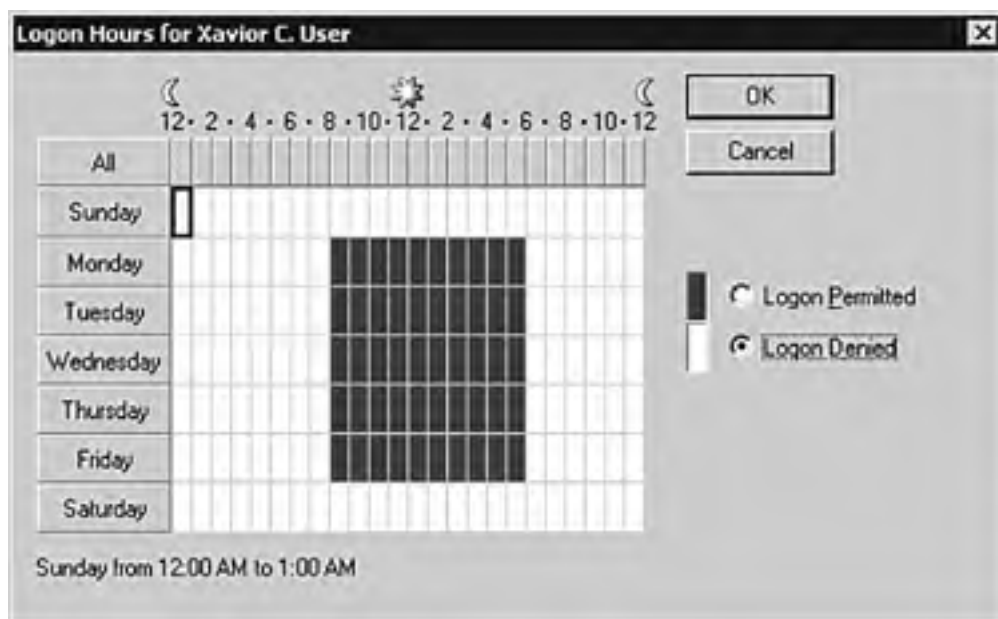 Logon Hours for Xavior C. User
12 · 2 · 4 · 6 · 8 · 10 · 12 · 2 · 4 · 6 · 8 · 10 · 12
OK
Cancel
All
Sunday
Monday
Tuesday
Wednesday
Thursday
Friday
Saturday
Logon Permitted
Logon Denied
Sunday from 12:00 AM to 1:00 AM